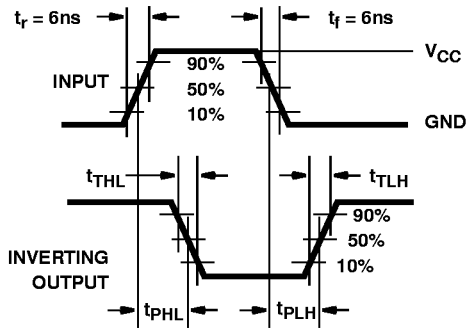 tr = 6ns
tf = 6ns
VCC
INPUT
90%
50%
10%
GND
tTHL
tTLH
90%
50%
10%
INVERTING
OUTPUT
tPHL
tPLH